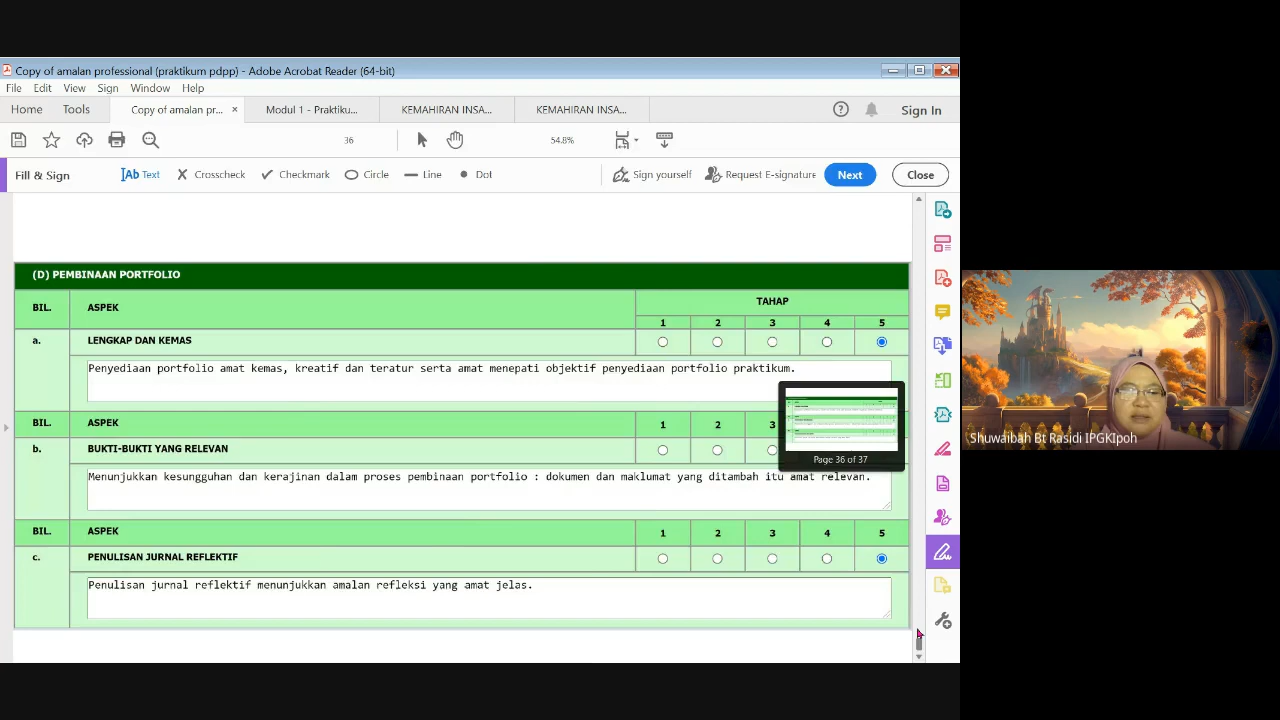 Copy of amalan professional (praktikum pdpp) - Adobe Acrobat Reader (64-bit)
File Edit View Sign Window Help
Home Tools Copy of amalan pr... × Modul 1 - Praktiku... KEMAHIRAN INSA... KEMAHIRAN INSA... Sign In
36 54.8%
Fill & Sign Ab Text Crosscheck Checkmark Circle Line Dot Sign yourself Request E-signature Next Close
(D) PEMBINAAN PORTFOLIO
BIL. ASPEK TAHAP
1 2 3 4 5
a. LENGKAP DAN KEMAS
Penyediaan portfolio amat kemas, kreatif dan teratur serta amat menepati objektif penyediaan portfolio praktikum.
BIL. ASPEK 1 2 3
b. BUKTI-BUKTI YANG RELEVAN
Page 36 of 37
Menunjukkan kesungguhan dan kerajinan dalam proses pembinaan portfolio : dokumen dan maklumat yang ditambah itu amat relevan.
BIL. ASPEK 1 2 3 4 5
c. PENULISAN JURNAL REFLEKTIF
Penulisan jurnal reflektif menunjukkan amalan refleksi yang amat jelas.
Shuwaibah Bt Rasidi IPGKIpoh